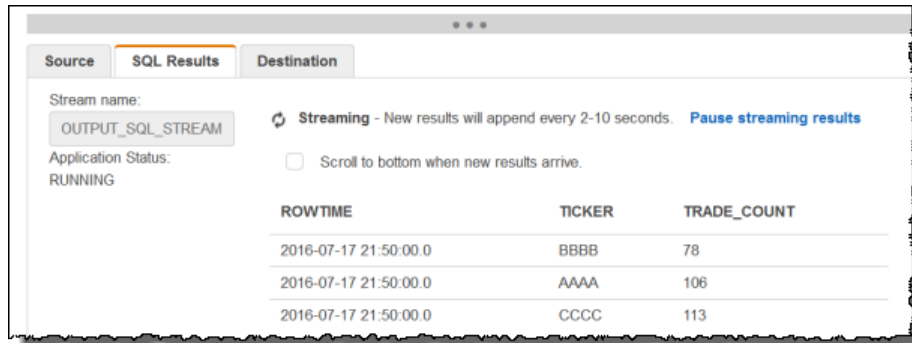 Source SQL Results Destination
Stream name:
OUTPUT_SQL_STREAM
Application Status:
RUNNING
Streaming - New results will append every 2-10 seconds. Pause streaming results
Scroll to bottom when new results arrive.
ROWTIME TICKER TRADE_COUNT
2016-07-17 21:50:00.0 BBBB 78
2016-07-17 21:50:00.0 AAAA 106
2016-07-17 21:50:00.0 CCCC 113